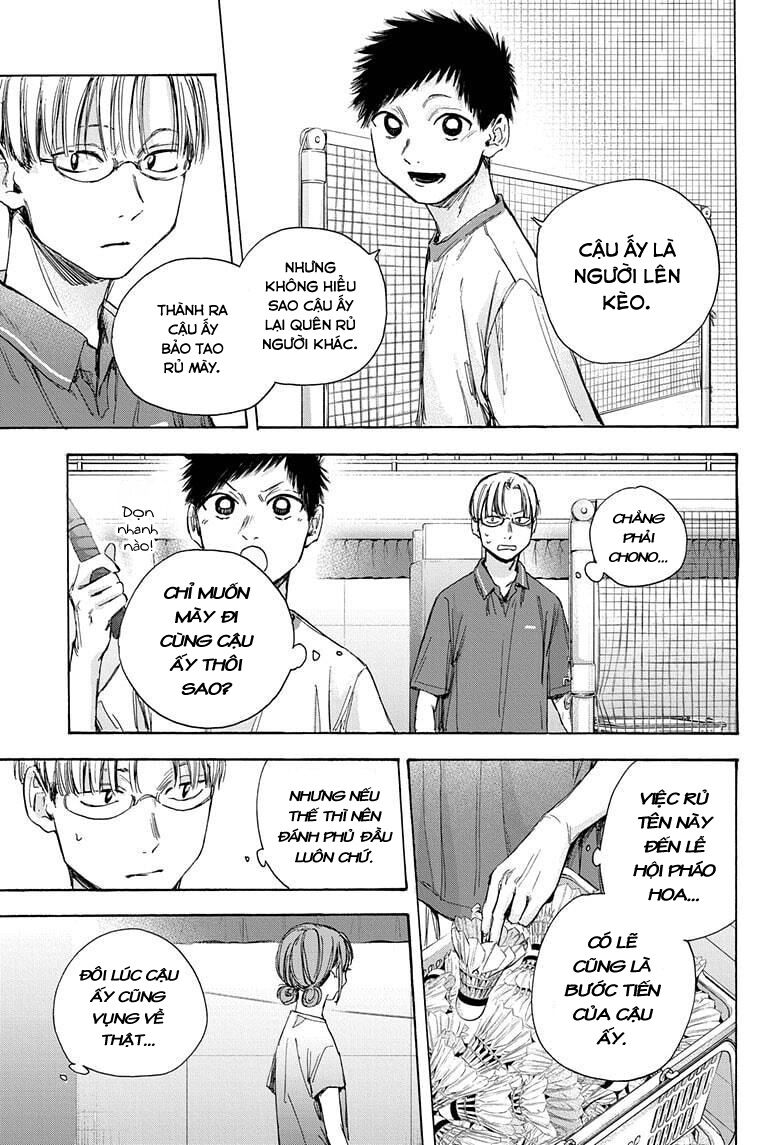 CẬU ẤY LÀ
NGƯỜI LÊN
KÈO.
NHƯNG
KHÔNG HIỂU
SAO CẬU ẤY
LẠI QUÊN RỦ
NGƯỜI KHÁC.
THÀNH RA
CẬU ẤY
BẢO TAO
RỦ MÀY.
CHẲNG
PHẢI
CHONO...
Dọn
nhanh
nào!
CHỈ MUỐN
MÀY ĐI
CÙNG CẬU
ẤY THÔI
SAO?
VIỆC RỦ
TÊN NÀY
ĐẾN LỄ
HỘI PHÁO
HOA...
CÓ LẼ
CŨNG LÀ
BƯỚC TIẾN
CỦA CẬU
ẤY.
NHƯNG NẾU
THẾ THÌ NÊN
ĐÁNH PHỦ ĐẦU
LUÔN CHỨ.
ĐÔI LÚC CẬU
ẤY CŨNG
VỤNG VỀ
THẬT...